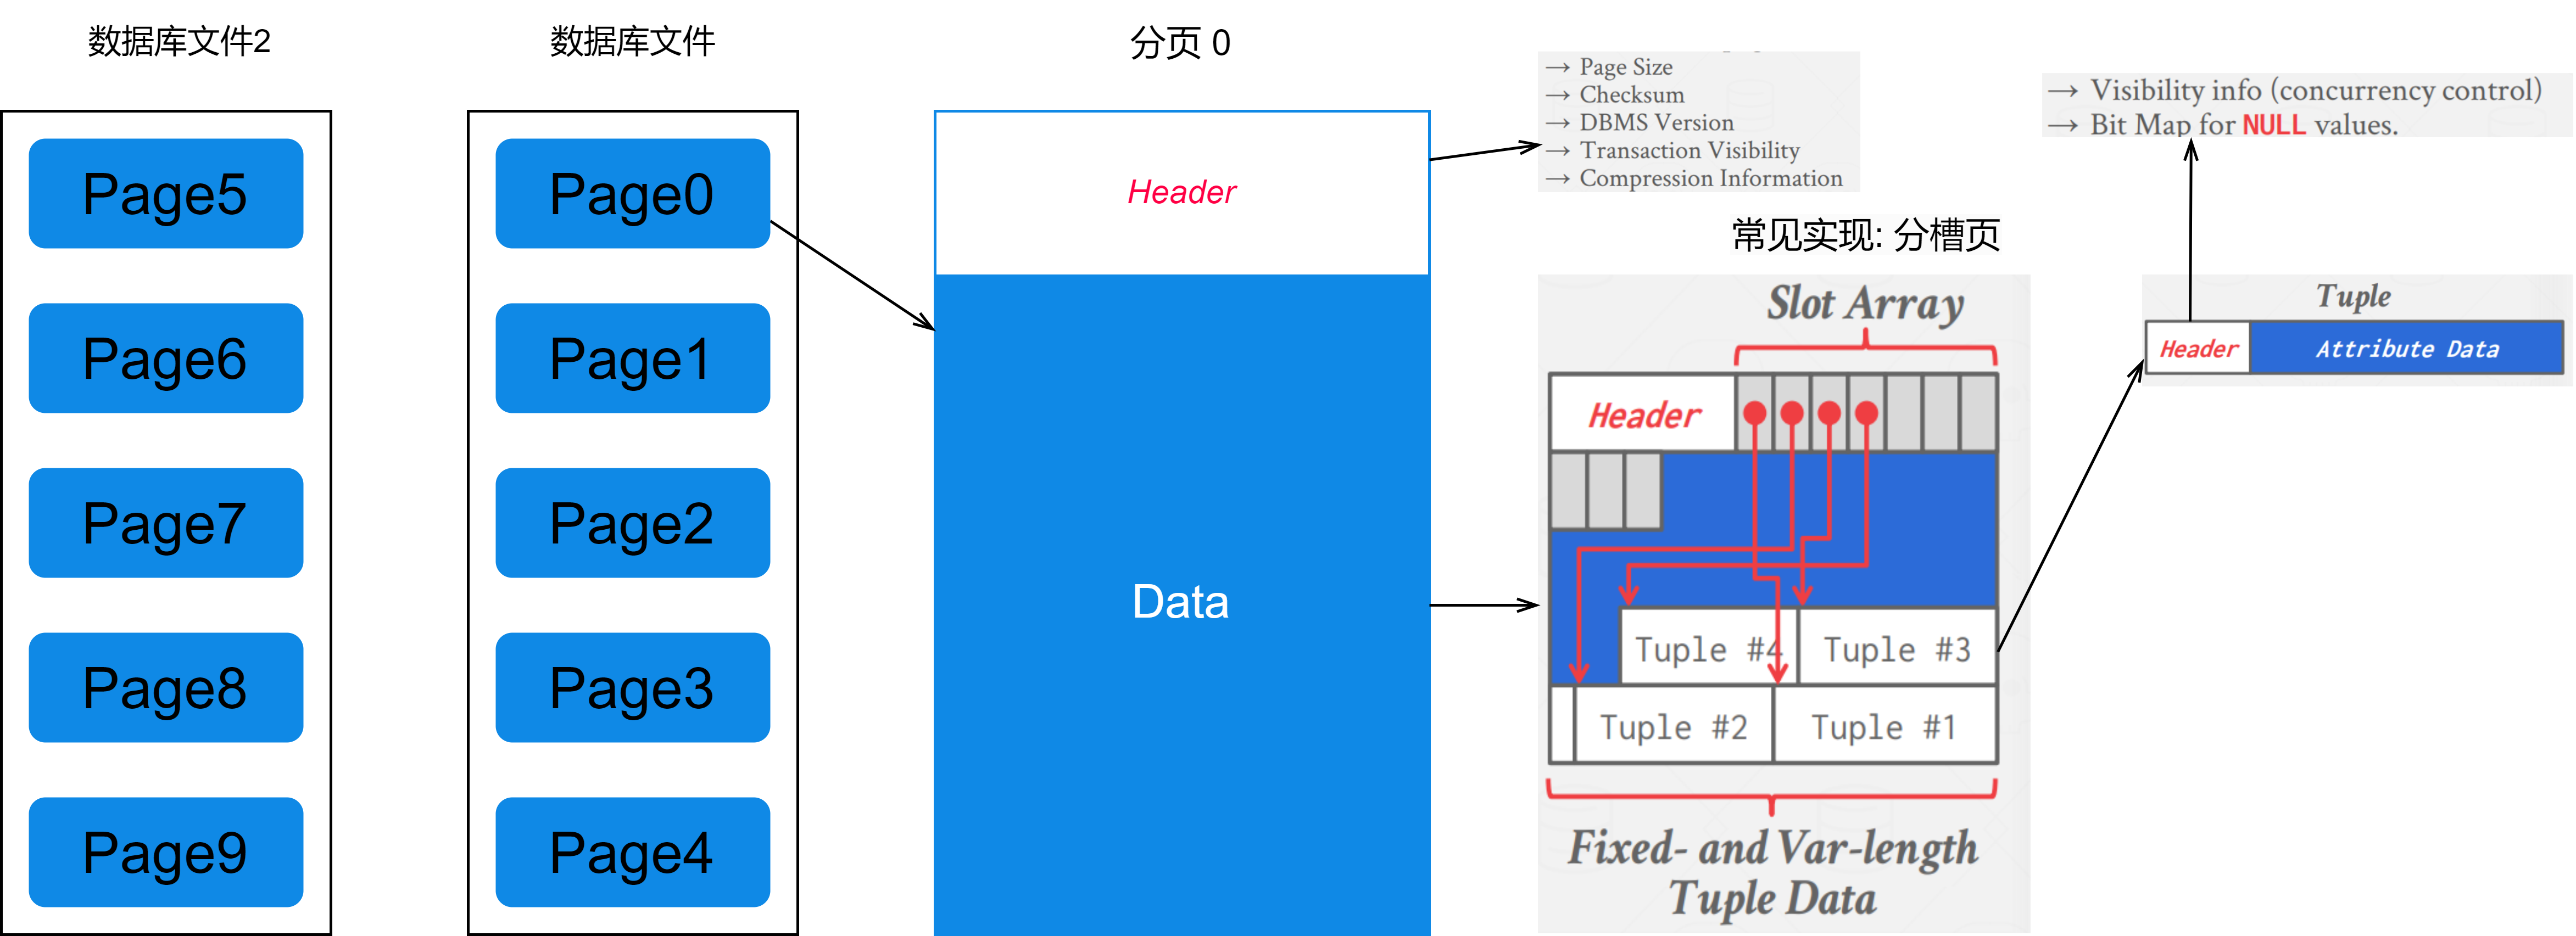 数据库文件2
Page5
Page6
Page7
Page8
Page9
数据库文件
Page0
Page1
Page2
Page3
Page4
分页 0
Header
Data
→ Page Size
→ Checksum
→ DBMS Version
→ Transaction Visibility
→ Compression Information
常见实现: 分槽页
Slot Array
Header
Tuple #4
Tuple #3
Tuple #2
Tuple #1
Fixed- and Var-length
Tuple Data
→ Visibility info (concurrency control)
→ Bit Map for NULL values.
Tuple
Header
Attribute Data